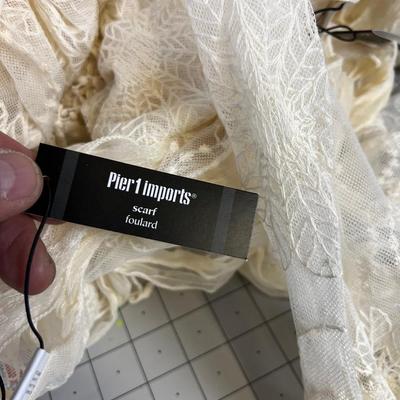 Pier 1 imports®
scarf
foulard